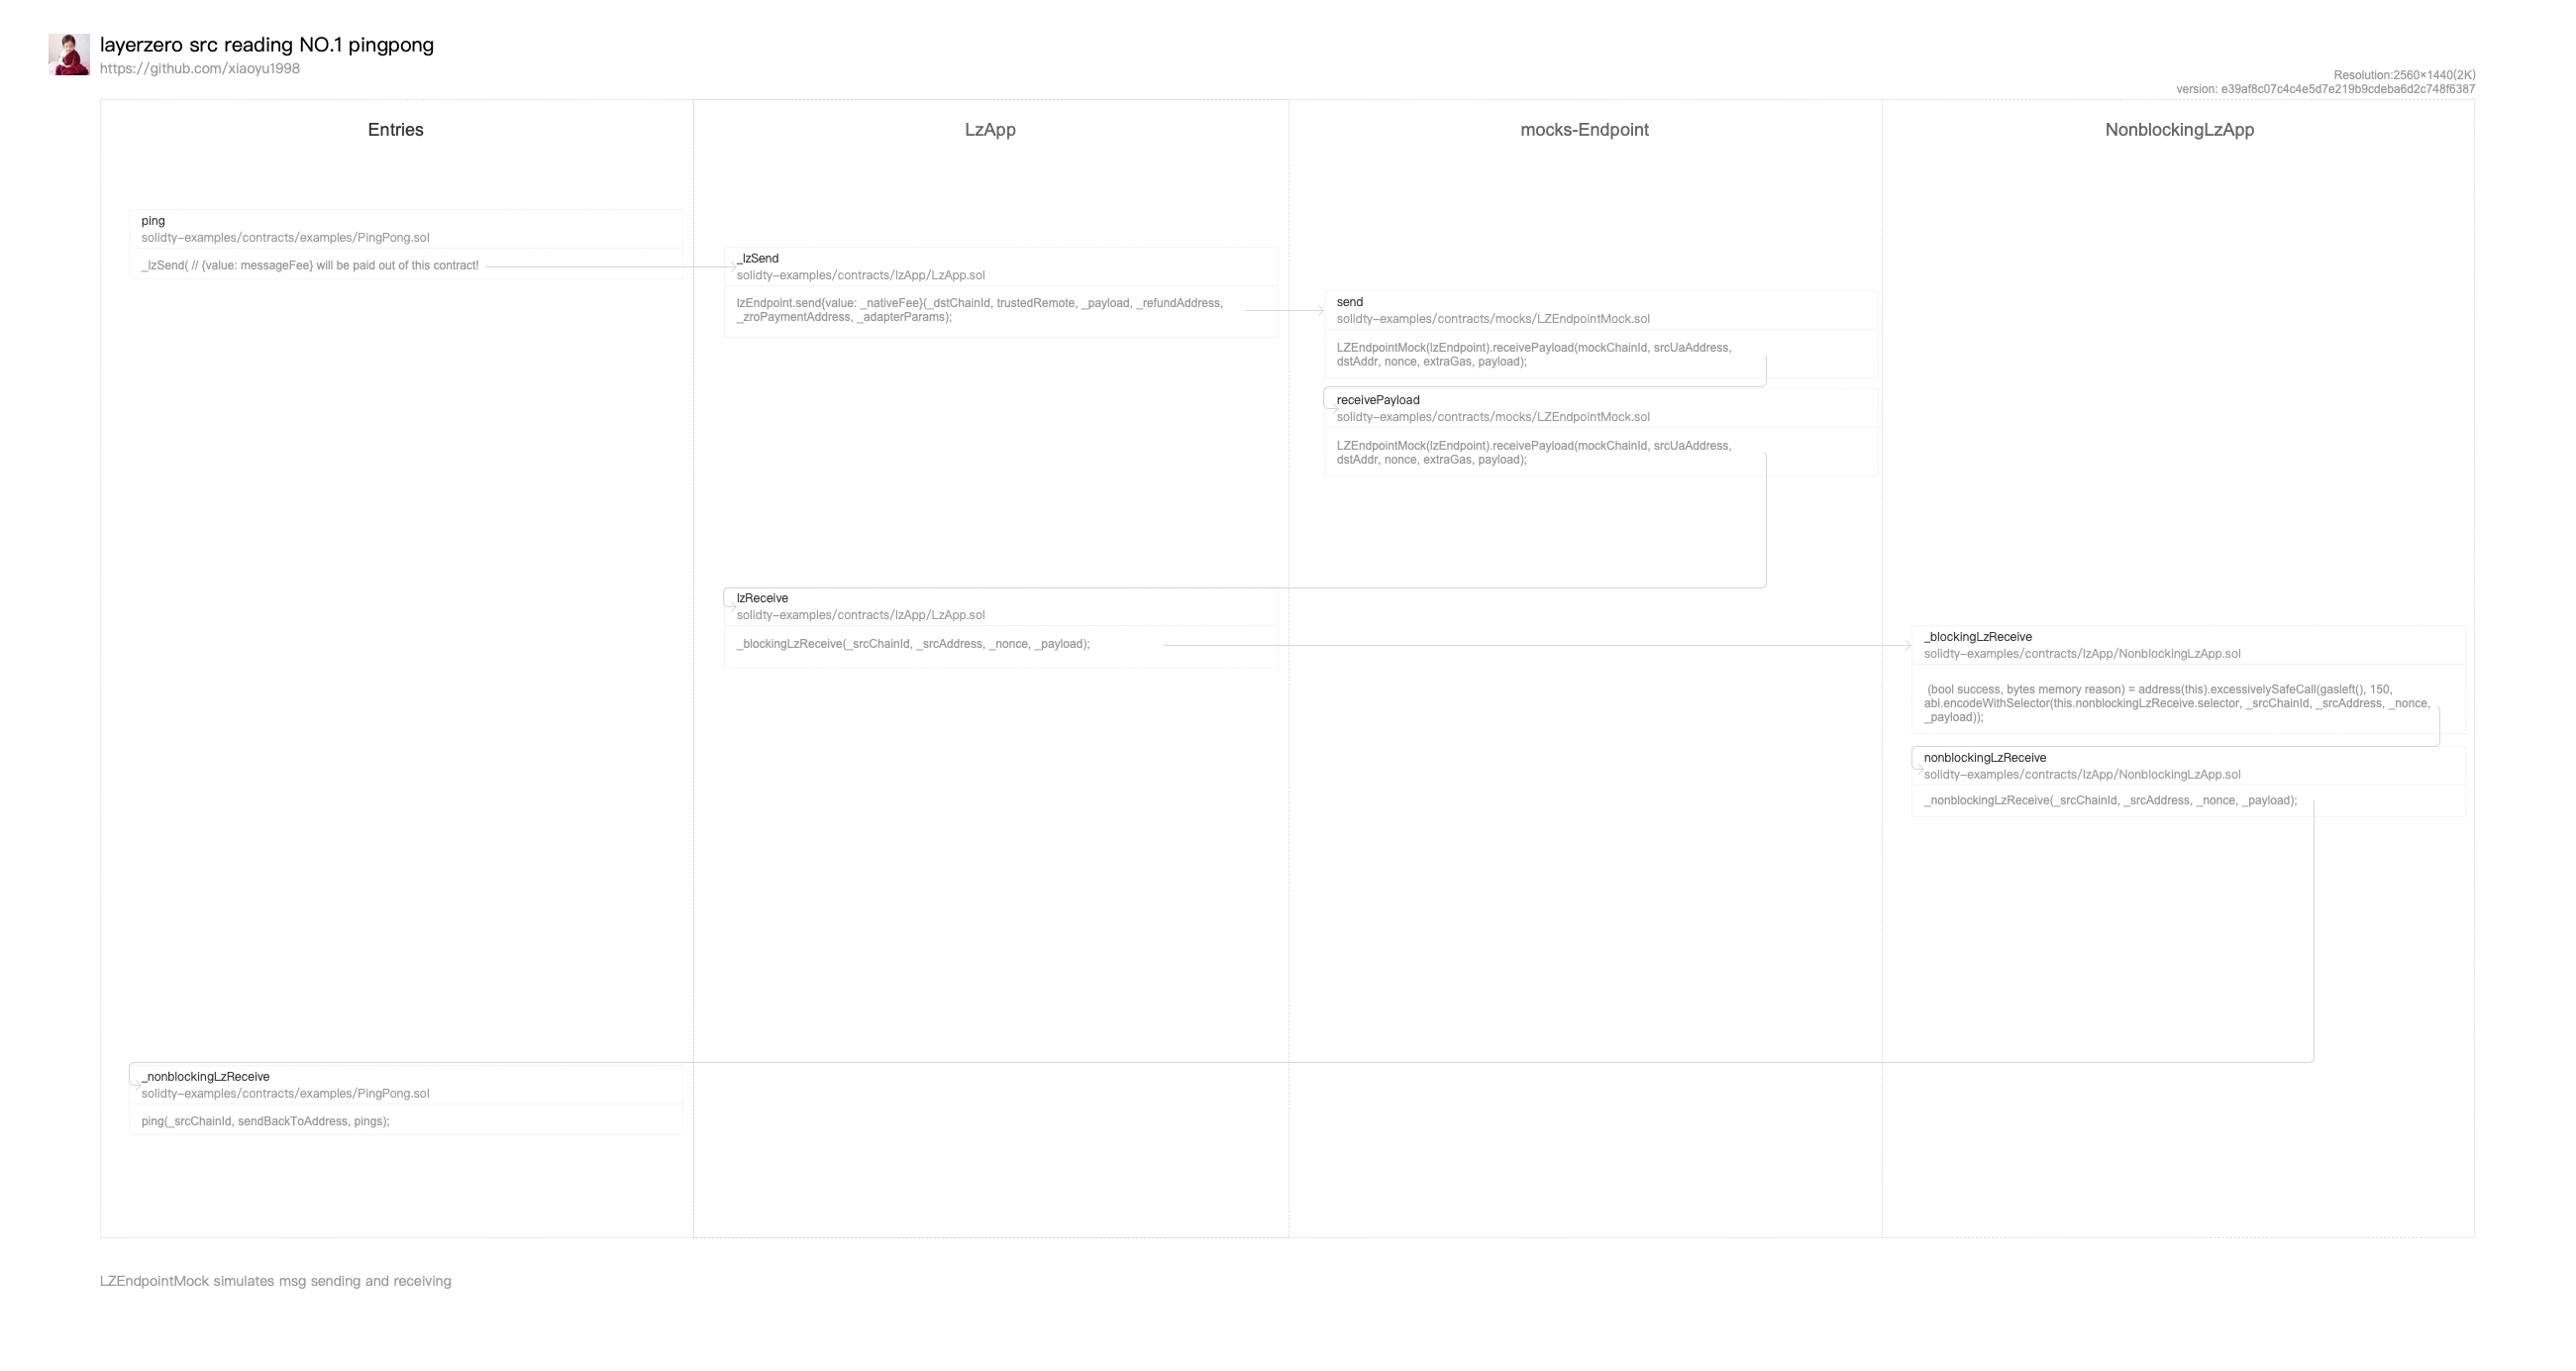 layerzero src reading NO.1 pingpong
https://github.com/xiaoyu1998
Resolution:2560×1440(2K)
version: e39af8c07c4c4e5d7e219b9cdeba6d2c748f6387
Entries
LzApp
mocks-Endpoint
NonblockingLzApp
ping
solidty-examples/contracts/examples/PingPong.sol
_lzSend( // {value: messageFee} will be paid out of this contract!
_lzSend
solidty-examples/contracts/lzApp/LzApp.sol
lzEndpoint.send{value: _nativeFee}(_dstChainId, trustedRemote, _payload, _refundAddress,
_zroPaymentAddress, _adapterParams);
send
solidty-examples/contracts/mocks/LZEndpointMock.sol
LZEndpointMock(lzEndpoint).receivePayload(mockChainId, srcUaAddress,
dstAddr, nonce, extraGas, payload);
receivePayload
solidty-examples/contracts/mocks/LZEndpointMock.sol
LZEndpointMock(lzEndpoint).receivePayload(mockChainId, srcUaAddress,
dstAddr, nonce, extraGas, payload);
lzReceive
solidty-examples/contracts/lzApp/LzApp.sol
_blockingLzReceive(_srcChainId, _srcAddress, _nonce, _payload);
_blockingLzReceive
solidty-examples/contracts/lzApp/NonblockingLzApp.sol
(bool success, bytes memory reason) = address(this).excessivelySafeCall(gasleft(), 150,
abi.encodeWithSelector(this.nonblockingLzReceive.selector, _srcChainId, _srcAddress, _nonce,
_payload));
nonblockingLzReceive
solidty-examples/contracts/lzApp/NonblockingLzApp.sol
_nonblockingLzReceive(_srcChainId, _srcAddress, _nonce, _payload);
_nonblockingLzReceive
solidty-examples/contracts/examples/PingPong.sol
ping(_srcChainId, sendBackToAddress, pings);
LZEndpointMock simulates msg sending and receiving